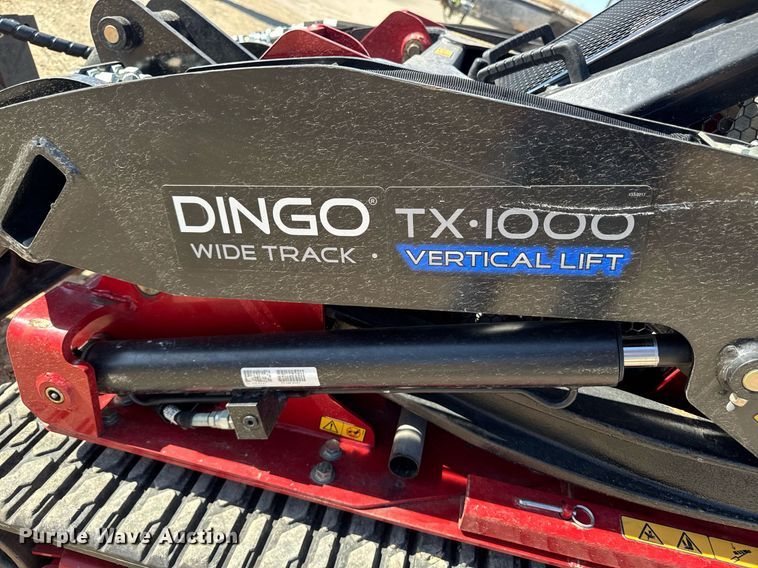 DINGO® TX·1000
WIDE TRACK · VERTICAL LIFT
Purple Wave Auction